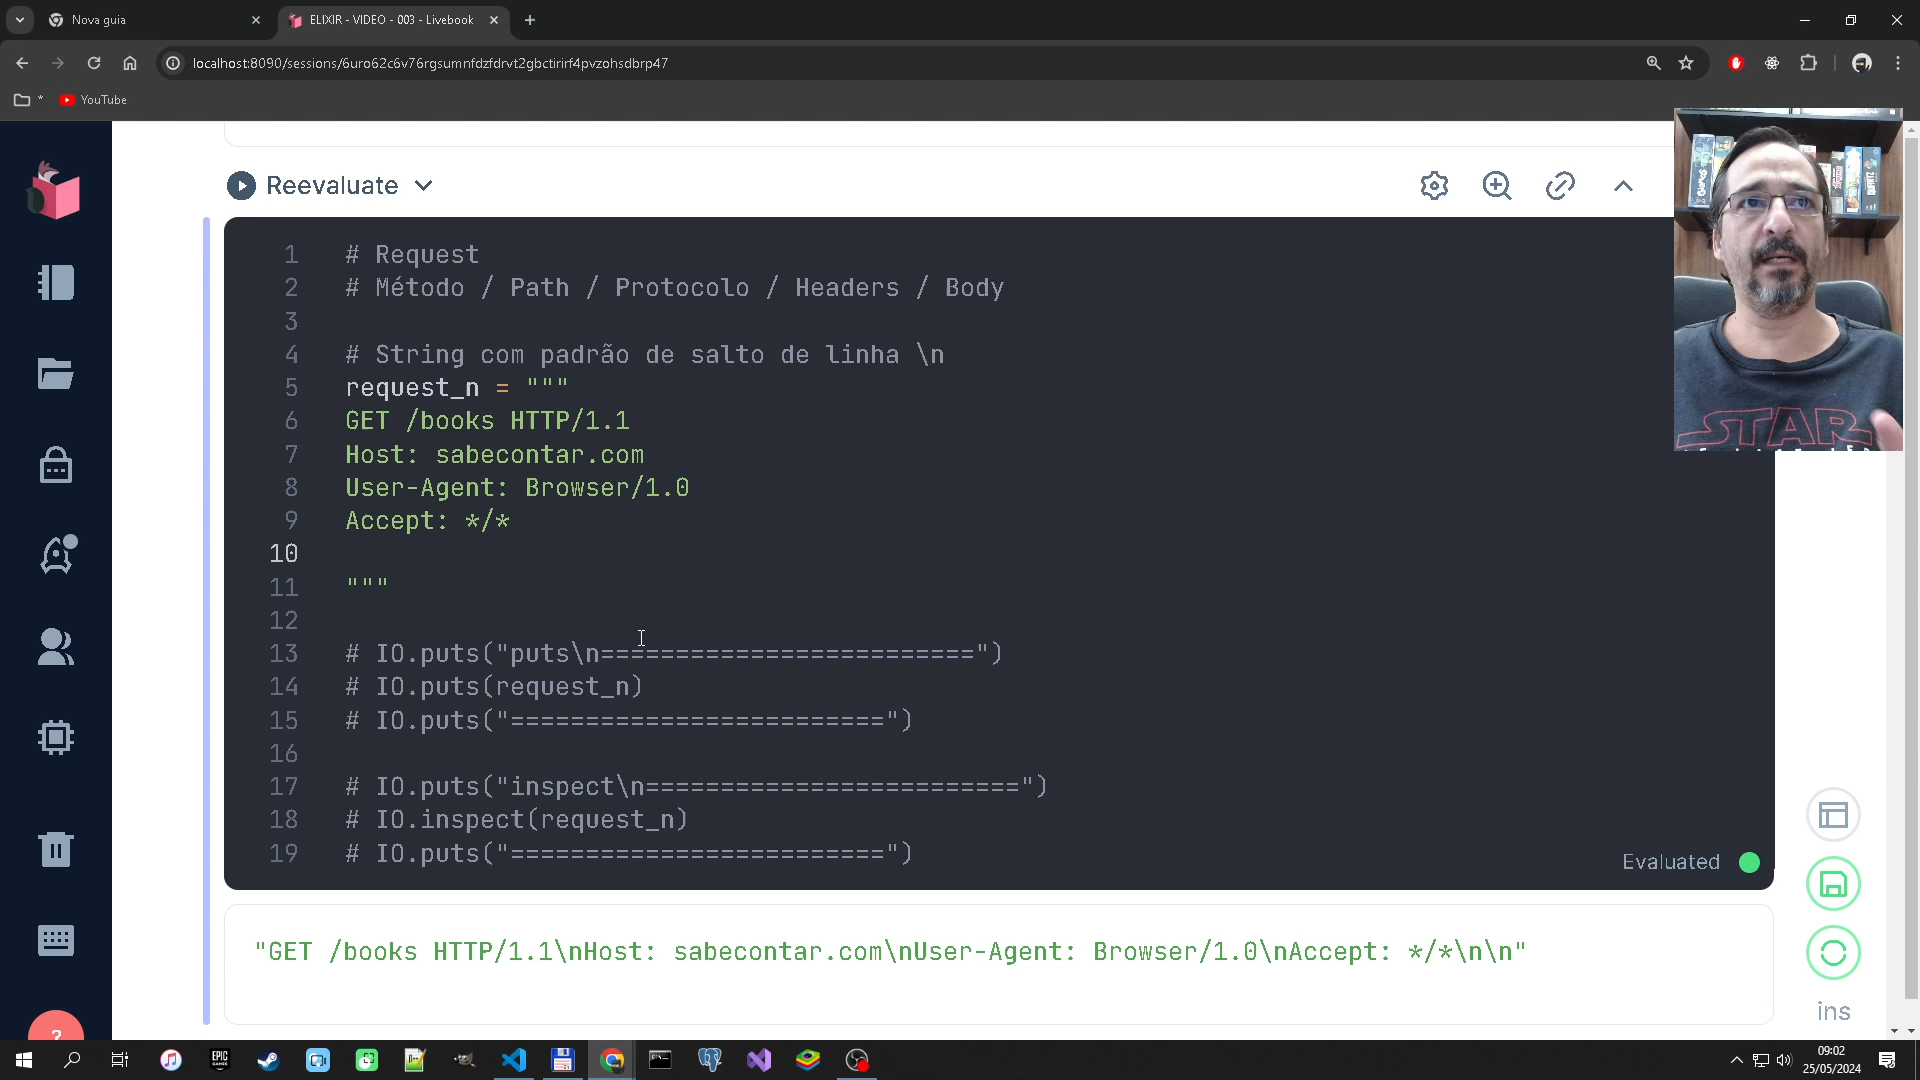 Nova guia
ELIXIR - VIDEO - 003 - Livebook
localhost:8090/sessions/6uro62c6v76rgsumnfdzfdrvt2gbctirirf4pvzohsdbrp47
*
YouTube
Reevaluate
1 # Request
2 # Método / Path / Protocolo / Headers / Body
3
4 # String com padrão de salto de linha \n
5 request_n = """
6 GET /books HTTP/1.1
7 Host: sabecontar.com
8 User-Agent: Browser/1.0
9 Accept: */*
10
11 """
12
13 # IO.puts("puts\n=========================")
14 # IO.puts(request_n)
15 # IO.puts("=========================")
16
17 # IO.puts("inspect\n=========================")
18 # IO.inspect(request_n)
19 # IO.puts("=========================")
Evaluated
"GET /books HTTP/1.1\nHost: sabecontar.com\nUser-Agent: Browser/1.0\nAccept: */*\n\n"
ins
?
STAR
EPIC GAMES
09:02
25/05/2024